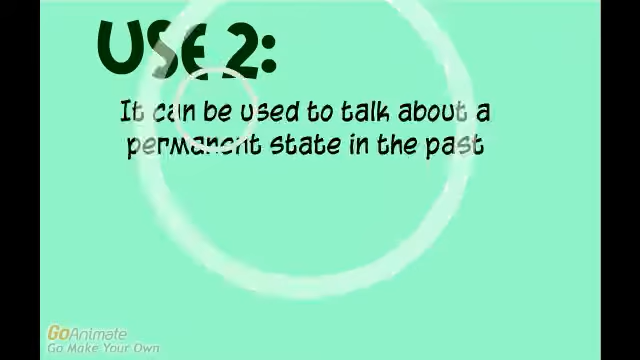 USE 2:
It can be used to talk about a
permanent state in the past
GoAnimate
Go Make Your Own